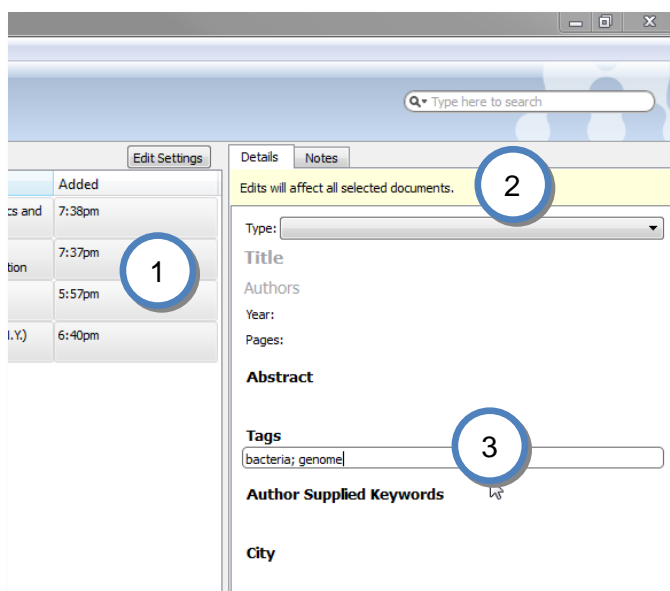 Type here to search
Edit Settings
Details Notes
Added
Edits will affect all selected documents.
2
cs and 7:38pm
Type:
7:37pm
tion
1
Title
Authors
5:57pm
Year:
I.Y.) 6:40pm
Pages:
Abstract
Tags
3
bacteria; genome
Author Supplied Keywords
City